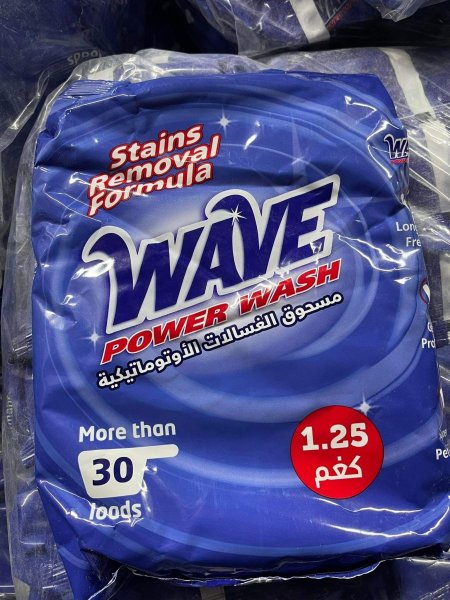 Stains
Removal
Formula
WAVE
POWER WASH
مسحوق الغسالات الأوتوماتيكية
More than
30
loads
1.25
كغم